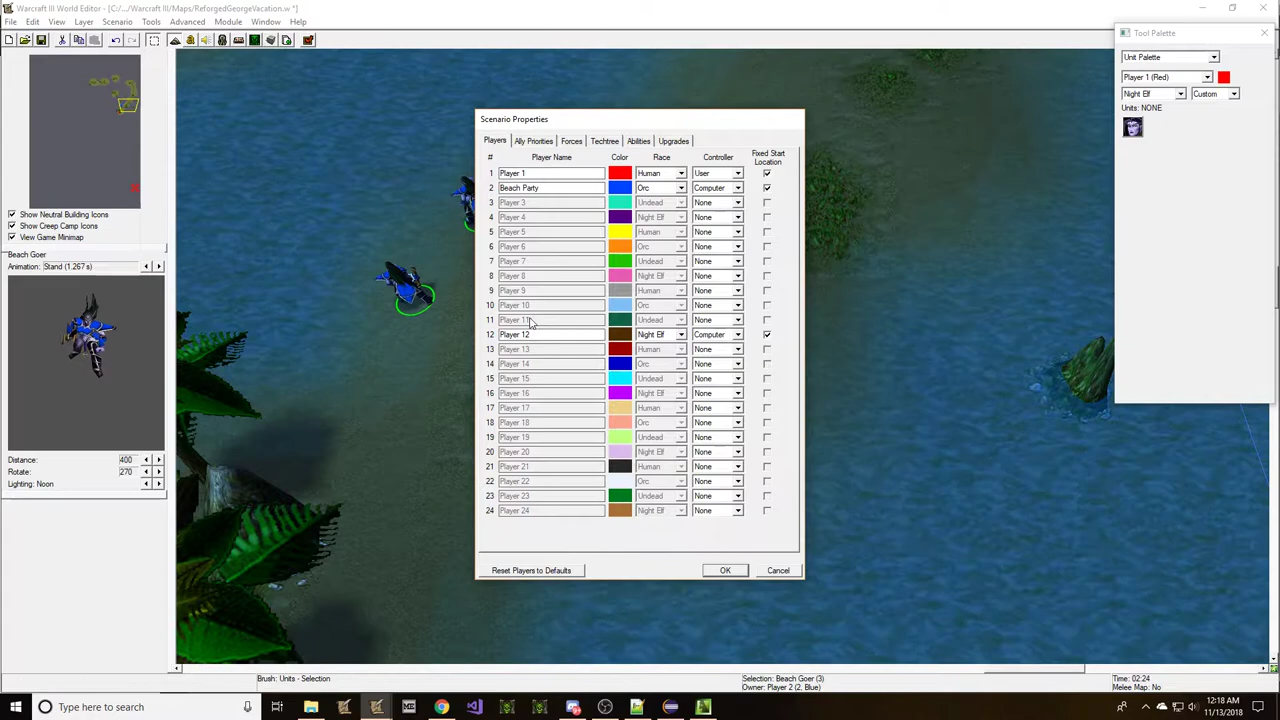 Warcraft III World Editor - [C:/.../Warcraft III/Maps/ReforgedGeorgeVacation.w *]
File Edit View Layer Scenario Tools Advanced Module Window Help
Tool Palette
Unit Palette
Player 1 (Red)
Night Elf Custom
Units: NONE
Show Neutral Building Icons
Show Creep Camp Icons
View Game Minimap
Beach Goer
Animation: Stand (1.267 s)
Distance: 400
Rotate: 270
Lighting: Noon
Scenario Properties
Players Ally Priorities Forces Techtree Abilities Upgrades
# Player Name Color Race Controller Fixed Start Location
1 Player 1 Human User
2 Beach Party Orc Computer
3 Player 3 Undead None
4 Player 4 Night Elf None
5 Player 5 Human None
6 Player 6 Orc None
7 Player 7 Undead None
8 Player 8 Night Elf None
9 Player 9 Human None
10 Player 10 Orc None
11 Player 11 Undead None
12 Player 12 Night Elf Computer
13 Player 13 Human None
14 Player 14 Orc None
15 Player 15 Undead None
16 Player 16 Night Elf None
17 Player 17 Human None
18 Player 18 Orc None
19 Player 19 Undead None
20 Player 20 Night Elf None
21 Player 21 Human None
22 Player 22 Orc None
23 Player 23 Undead None
24 Player 24 Night Elf None
Reset Players to Defaults OK Cancel
Brush: Units - Selection
Selection: Beach Goer (3)
Owner: Player 2 (2, Blue)
Time: 02:24
Melee Map: No
Type here to search
ME
12:18 AM
11/13/2018